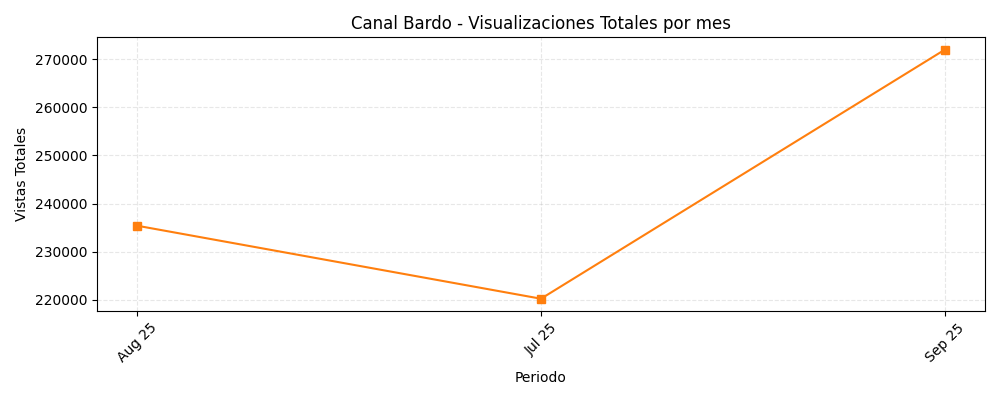 Canal Bardo - Visualizaciones Totales por mes
Vistas Totales
270000
260000
250000
240000
230000
220000
Aug 25
Jul 25
Sep 25
Periodo